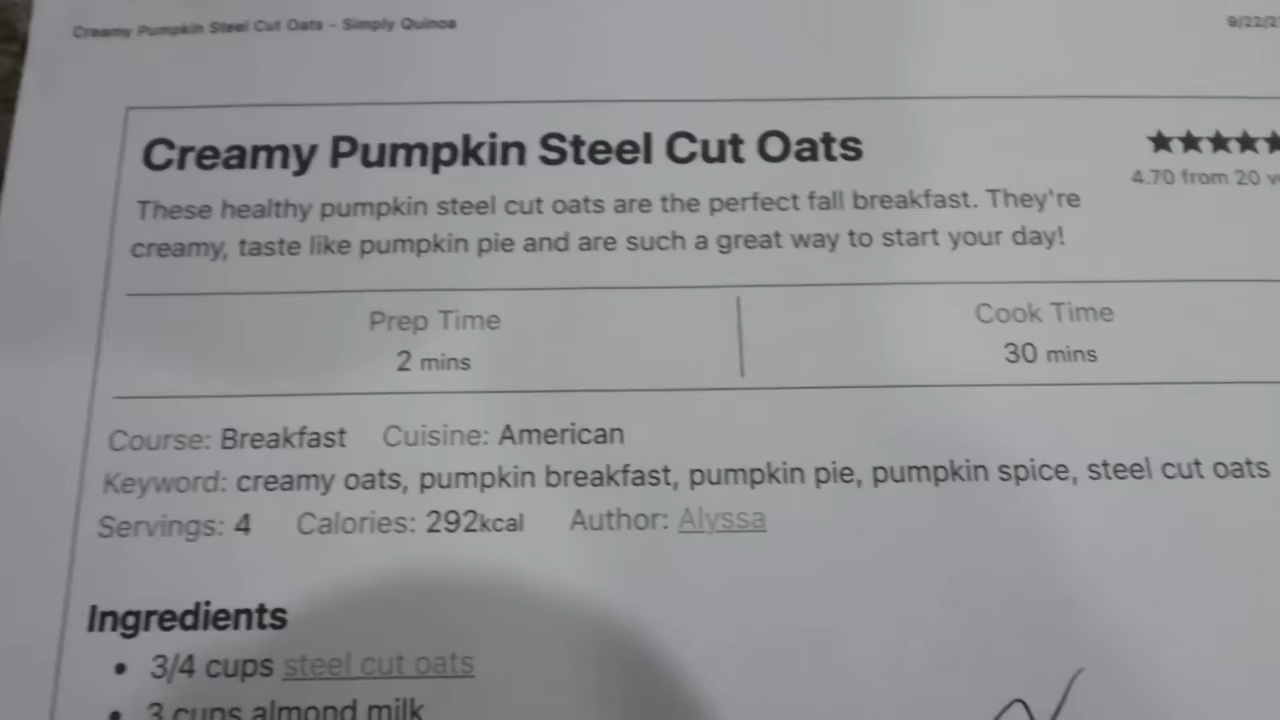 Creamy Pumpkin Steel Cut Oats - Simply Quinoa
9/22/2
Creamy Pumpkin Steel Cut Oats
★★★★★
4.70 from 20
These healthy pumpkin steel cut oats are the perfect fall breakfast. They're
creamy, taste like pumpkin pie and are such a great way to start your day!
Prep Time
2 mins
Cook Time
30 mins
Course: Breakfast Cuisine: American
Keyword: creamy oats, pumpkin breakfast, pumpkin pie, pumpkin spice, steel cut oats
Servings: 4 Calories: 292kcal Author: Alyssa
Ingredients
• 3/4 cups steel cut oats
• 3 cups almond milk